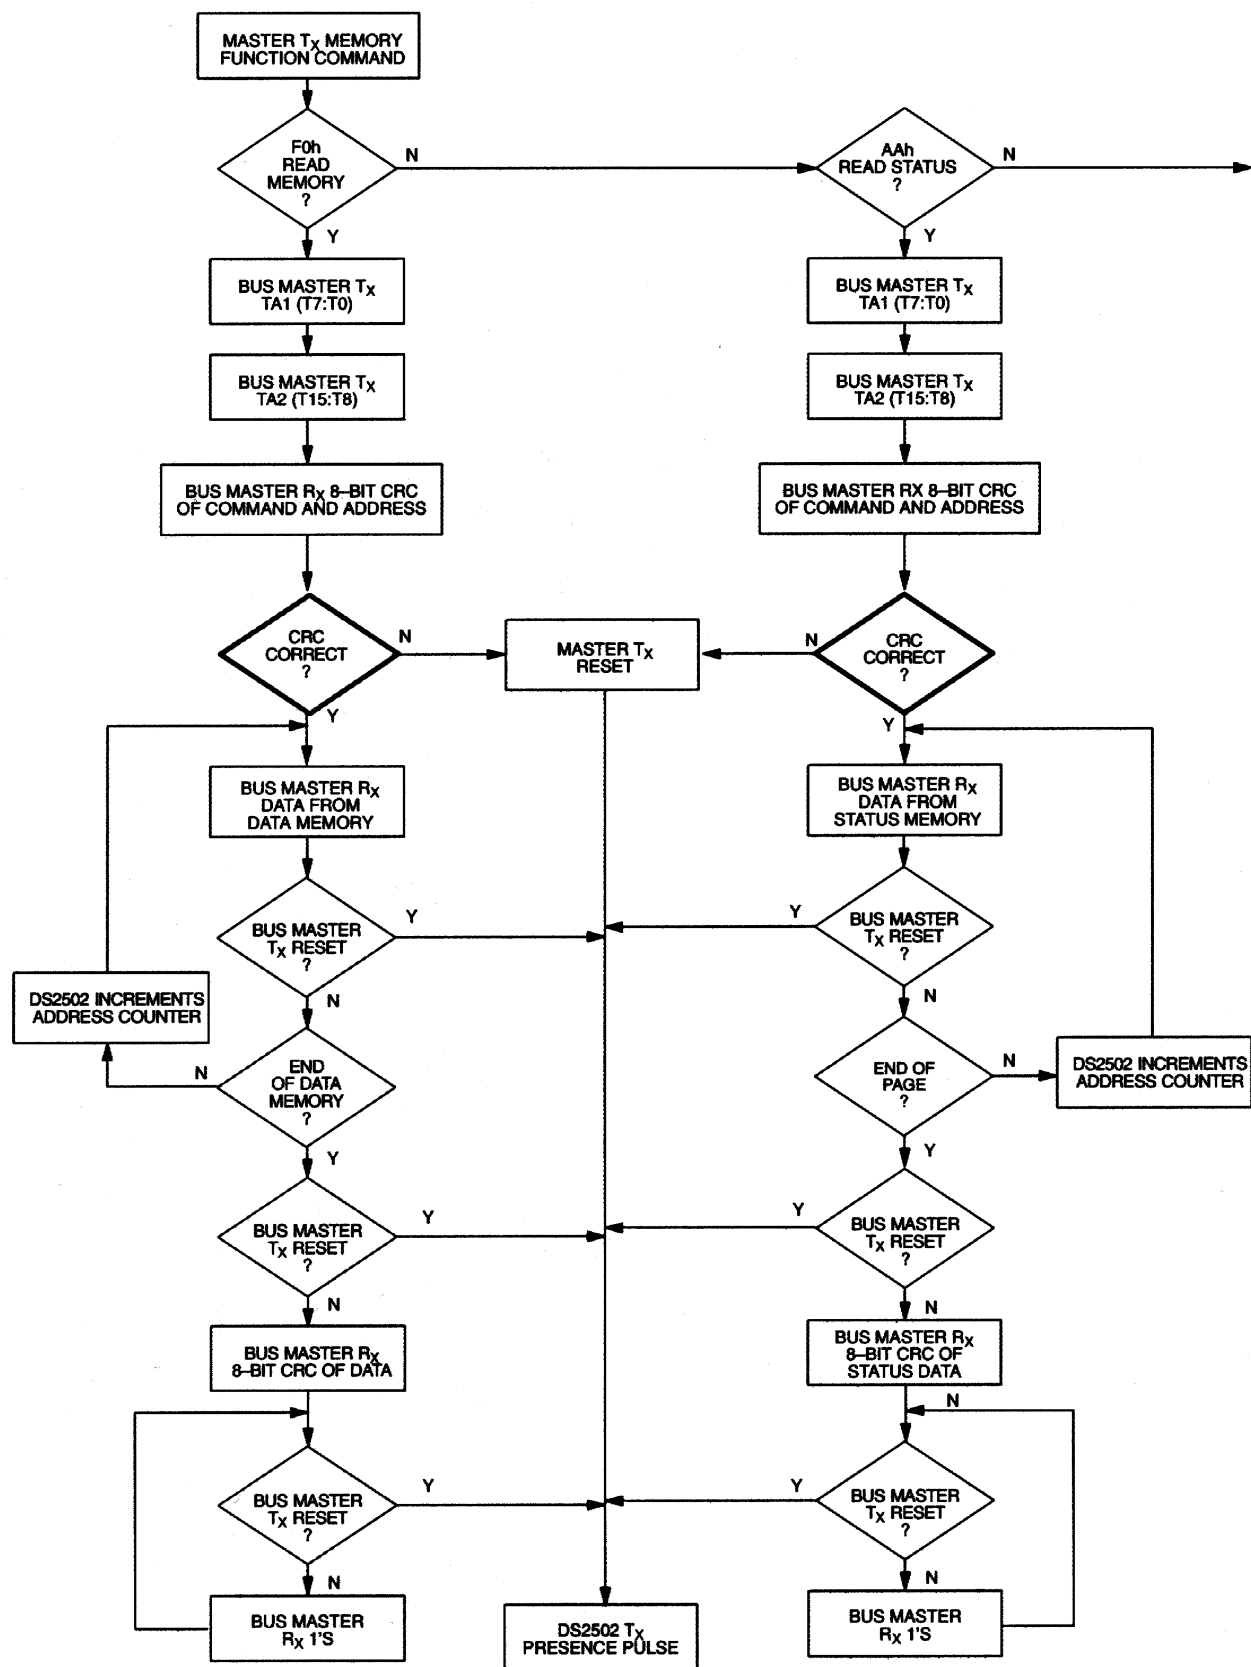 MASTER TX MEMORY
FUNCTION COMMAND
F0h
READ
MEMORY
?
N
Y
AAh
READ STATUS
?
N
Y
BUS MASTER TX
TA1 (T7:T0)
BUS MASTER TX
TA1 (T7:T0)
BUS MASTER TX
TA2 (T15:T8)
BUS MASTER TX
TA2 (T15:T8)
BUS MASTER RX 8–BIT CRC
OF COMMAND AND ADDRESS
BUS MASTER RX 8–BIT CRC
OF COMMAND AND ADDRESS
CRC
CORRECT
?
N
Y
MASTER TX
RESET
N
CRC
CORRECT
?
Y
BUS MASTER RX
DATA FROM
DATA MEMORY
BUS MASTER RX
DATA FROM
STATUS MEMORY
BUS MASTER
TX RESET
?
Y
N
Y
BUS MASTER
TX RESET
?
N
DS2502 INCREMENTS
ADDRESS COUNTER
N
END
OF DATA
MEMORY
?
Y
END OF
PAGE
?
N
Y
DS2502 INCREMENTS
ADDRESS COUNTER
BUS MASTER
TX RESET
?
Y
N
Y
BUS MASTER
TX RESET
?
N
BUS MASTER RX
8–BIT CRC OF DATA
BUS MASTER RX
8–BIT CRC OF
STATUS DATA
N
BUS MASTER
TX RESET
?
Y
N
Y
BUS MASTER
TX RESET
?
N
BUS MASTER
RX 1'S
DS2502 TX
PRESENCE PULSE
BUS MASTER
RX 1'S